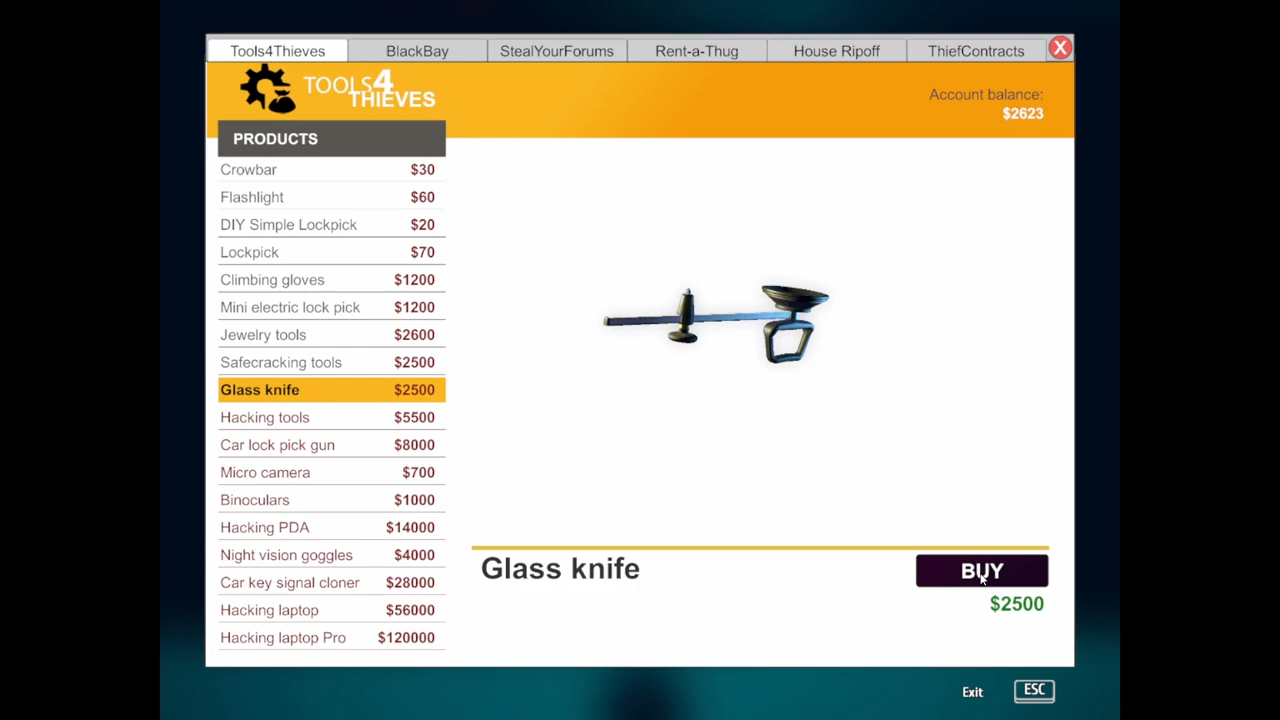 Tools4Thieves BlackBay StealYourForums Rent-a-Thug House Ripoff ThiefContracts X
TOOLS4
THIEVES
Account balance:
$2623
PRODUCTS
Crowbar $30
Flashlight $60
DIY Simple Lockpick $20
Lockpick $70
Climbing gloves $1200
Mini electric lock pick $1200
Jewelry tools $2600
Safecracking tools $2500
Glass knife $2500
Hacking tools $5500
Car lock pick gun $8000
Micro camera $700
Binoculars $1000
Hacking PDA $14000
Night vision goggles $4000
Car key signal cloner $28000
Hacking laptop $56000
Hacking laptop Pro $120000
Glass knife
BUY
$2500
Exit ESC